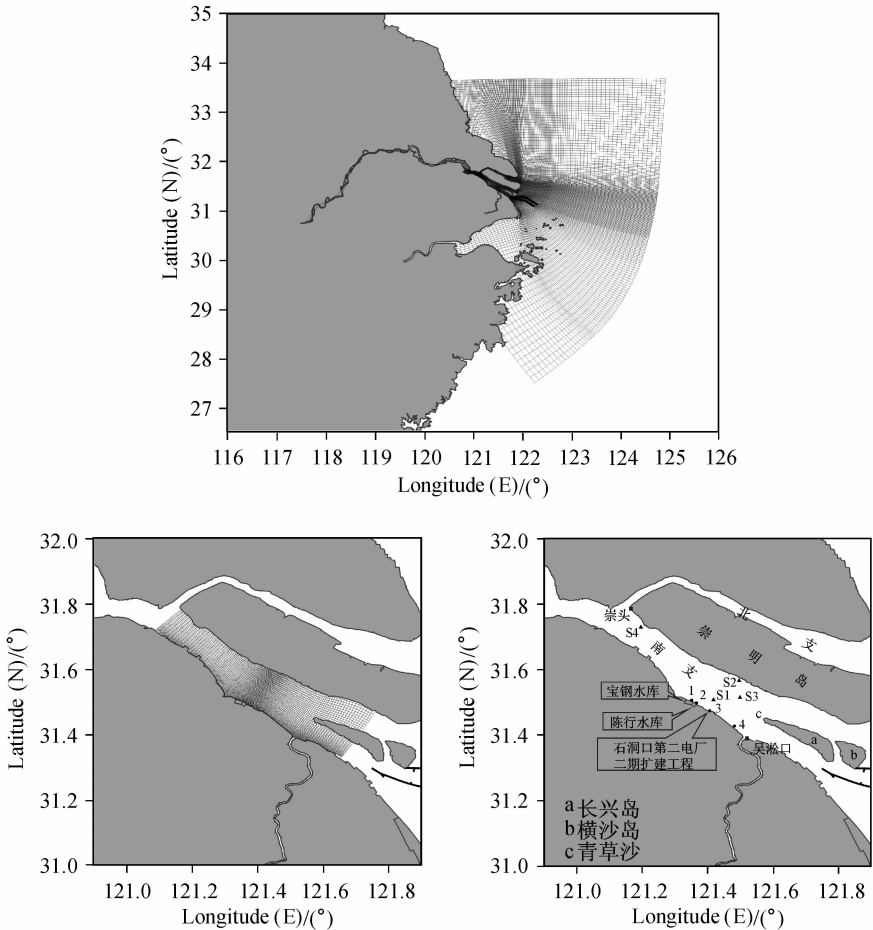 35
34
33
32
31
30
29
28
27
Latitude (N)/(°)
116 117 118 119 120 121 122 123 124 125 126
Longitude (E)/(°)
32.0
31.8
31.6
31.4
31.2
31.0
Latitude (N)/(°)
121.0 121.2 121.4 121.6 121.8
Longitude (E)/(°)
32.0
31.8
31.6
31.4
31.2
31.0
Latitude (N)/(°)
崇头
S4
北支
崇明岛
南支
S2
S3
S1
宝钢水库
1
2
3
陈行水库
4
c
a
b
吴淞口
石洞口第二电厂
二期扩建工程
a长兴岛
b横沙岛
c青草沙
121.0 121.2 121.4 121.6 121.8
Longitude (E)/(°)